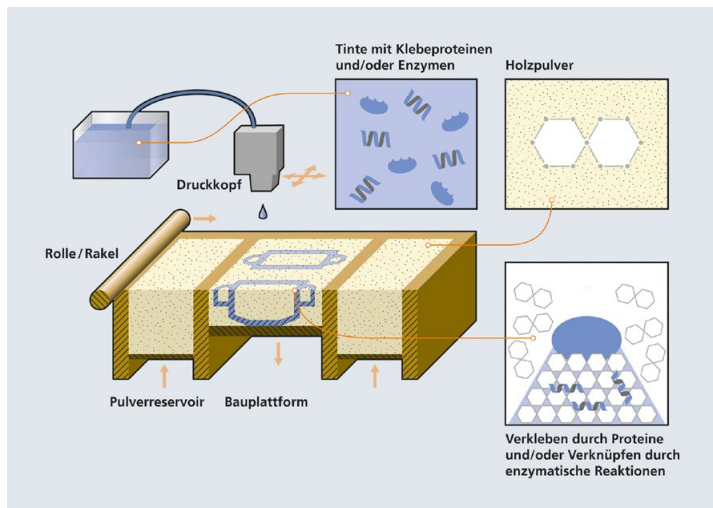 Tinte mit Klebeproteinen
und/oder Enzymen
Holzpulver
Druckkopf
Rolle/Rakel
Pulverreservoir
Bauplattform
Verkleben durch Proteine
und/oder Verknüpfen durch
enzymatische Reaktionen